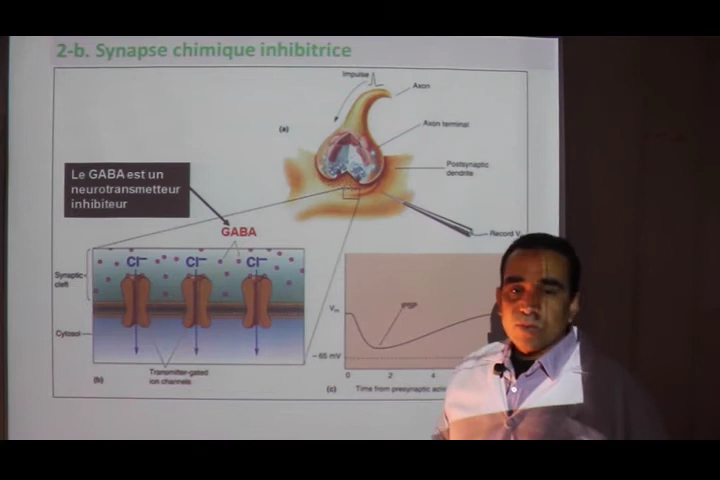 2-b. Synapse chimique inhibitrice
Impulse
Axon
(a)
Axon terminal
Postsynaptic
dendrite
Le GABA est un
neurotransmetteur
inhibiteur
Record V
GABA
Cl⁻ Cl⁻ Cl⁻
Synaptic
cleft
Vm
IPSP
Cytosol
– 65 mV
0 2 4
Transmitter-gated
ion channels
(b)
(c)
Time from presynaptic